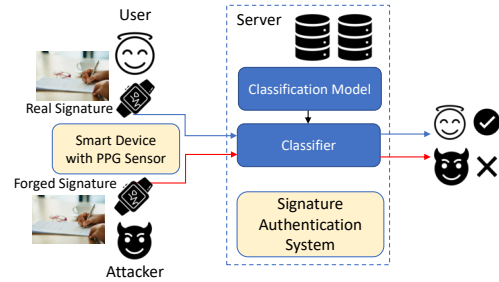 User
Real Signature
Smart Device
with PPG Sensor
Forged Signature
Attacker
Server
Classification Model
Classifier
Signature
Authentication
System